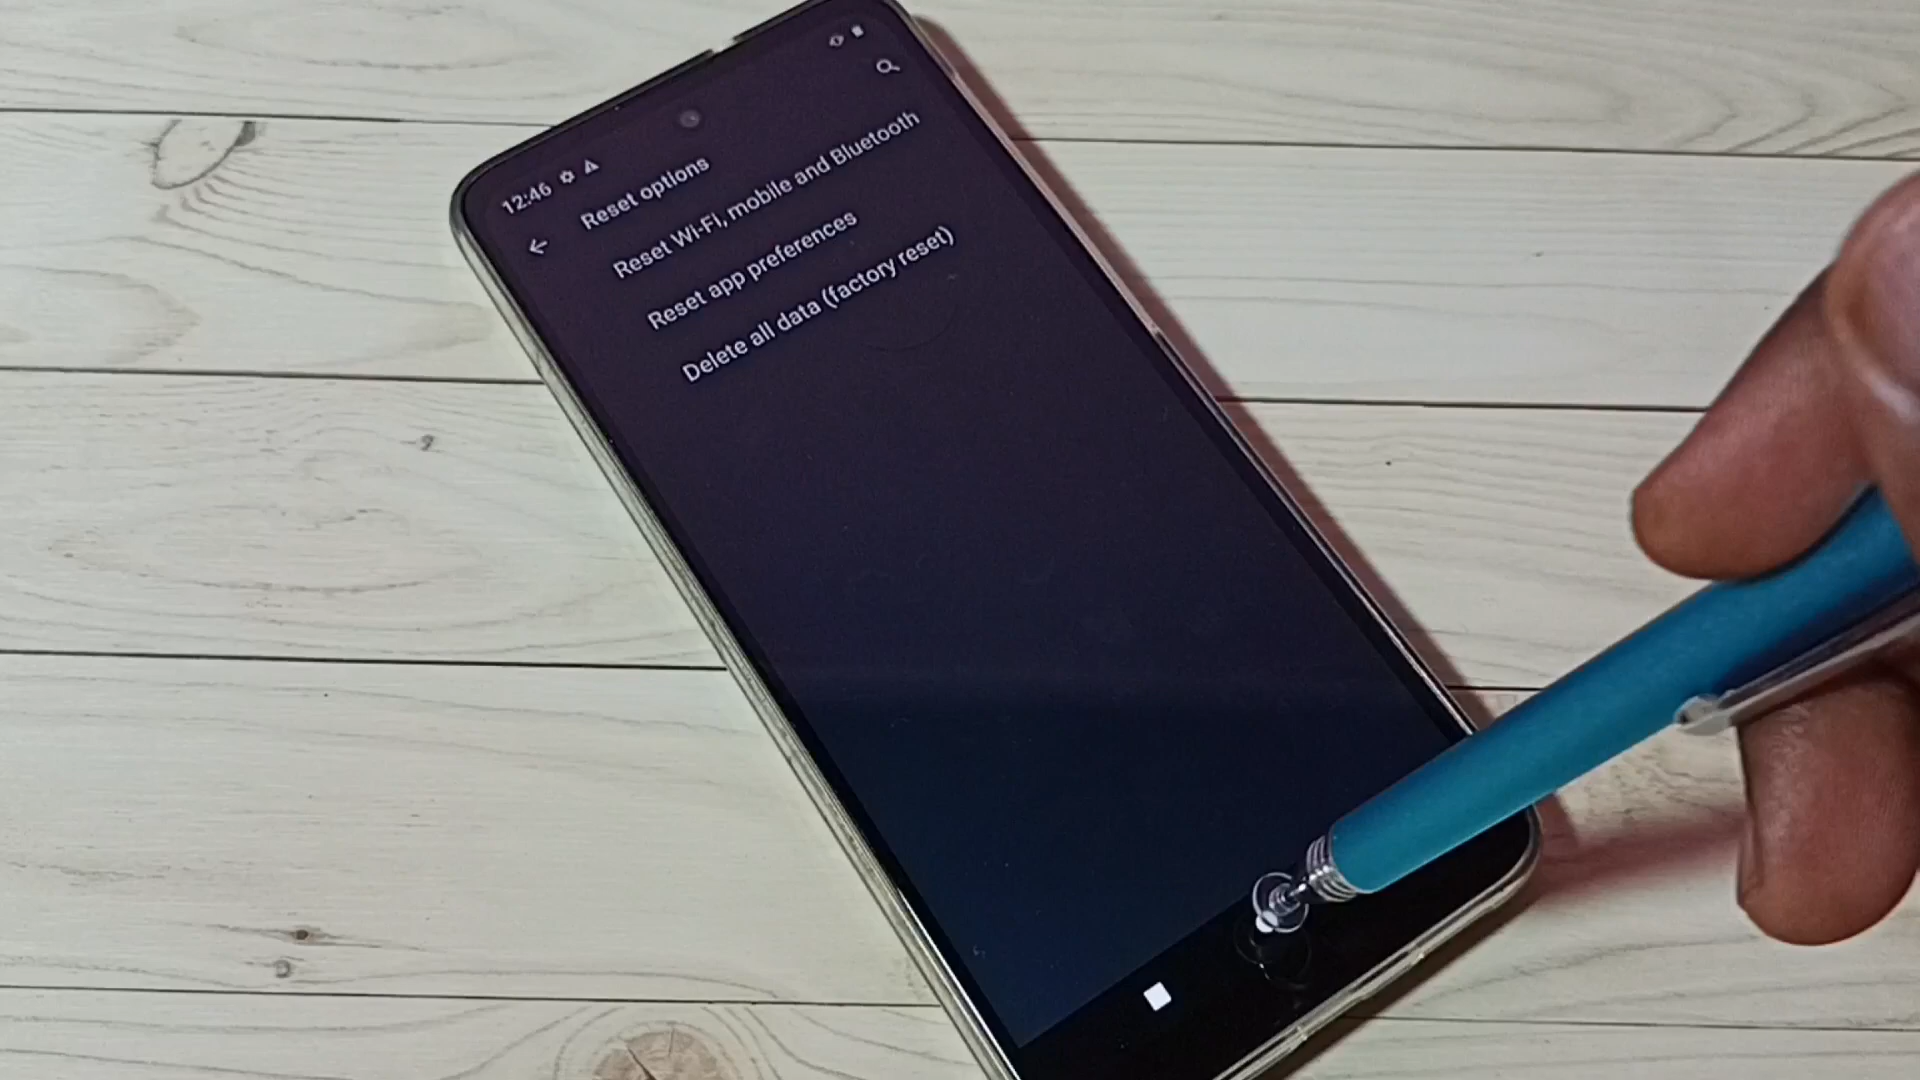 12:46
Reset options
Reset Wi-Fi, mobile and Bluetooth
Reset app preferences
Delete all data (factory reset)